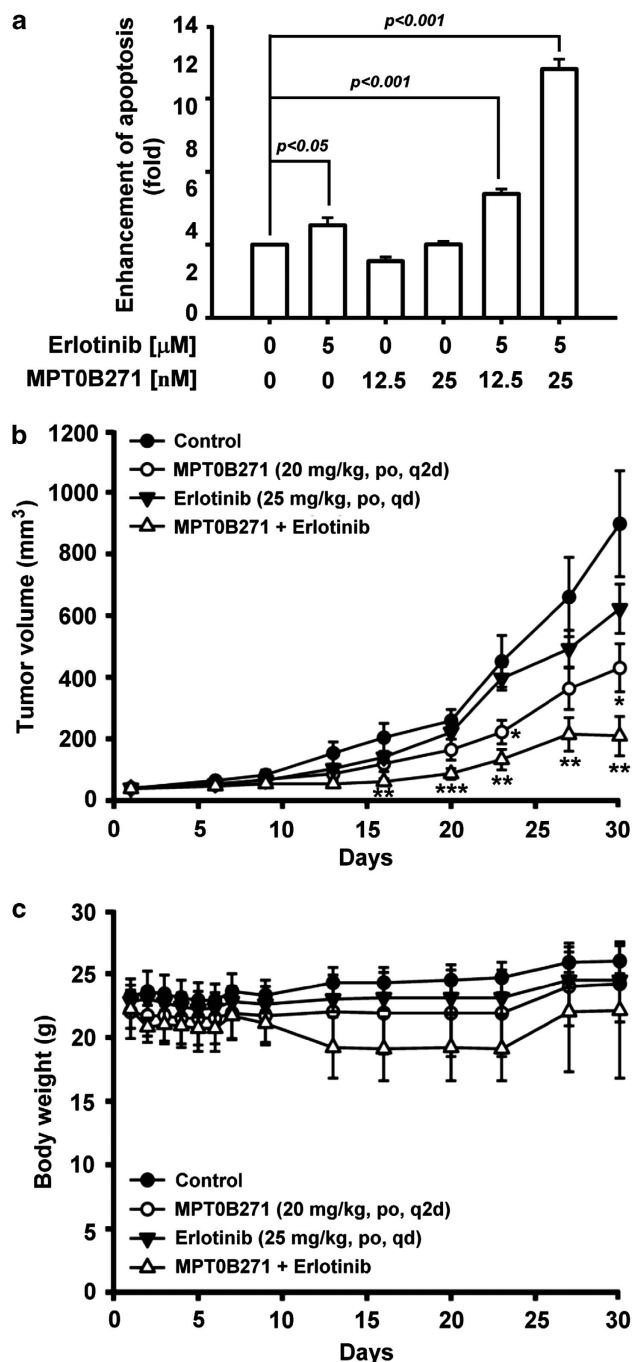 a
Enhancement of apoptosis
(fold)
14
12
10
8
6
4
2
0
p<0.001
p<0.001
p<0.05
Erlotinib [μM] 0 5 0 0 5 5
MPT0B271 [nM] 0 0 12.5 25 12.5 25
b
Tumor volume (mm3)
1200
1000
800
600
400
200
0
Control
MPT0B271 (20 mg/kg, po, q2d)
Erlotinib (25 mg/kg, po, qd)
MPT0B271 + Erlotinib
*
*
** *** ** ** **
0 5 10 15 20 25 30
Days
c
Body weight (g)
30
25
20
15
10
5
0
Control
MPT0B271 (20 mg/kg, po, q2d)
Erlotinib (25 mg/kg, po, qd)
MPT0B271 + Erlotinib
0 5 10 15 20 25 30
Days